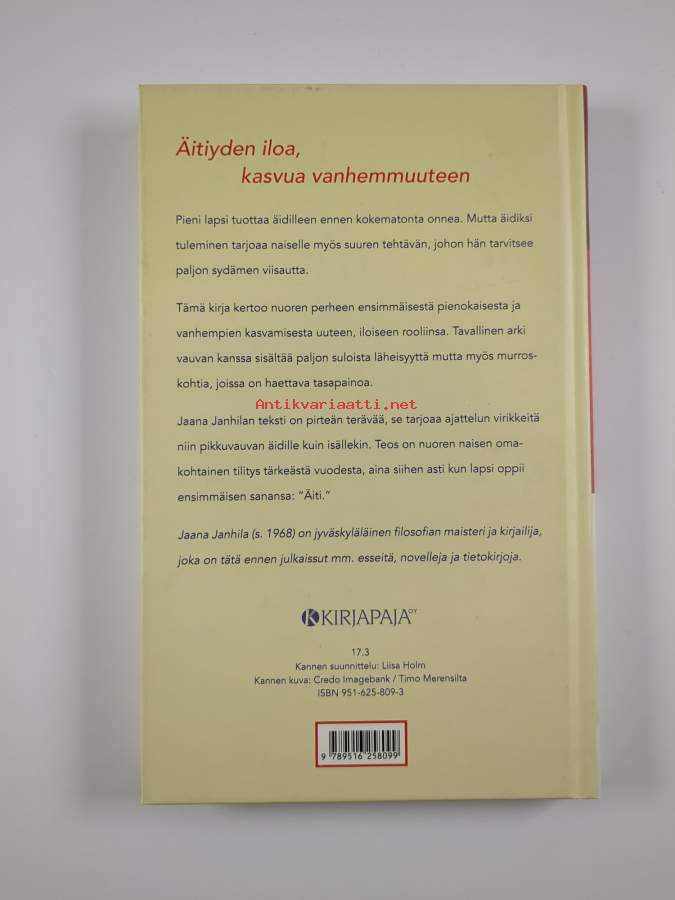 Äitiyden iloa,
kasvua vanhemmuuteen
Pieni lapsi tuottaa äidilleen ennen kokematonta onnea. Mutta äidiksi
tuleminen tarjoaa naiselle myös suuren tehtävän, johon hän tarvitsee
paljon sydämen viisautta.
Tämä kirja kertoo nuoren perheen ensimmäisestä pienokaisesta ja
vanhempien kasvamisesta uuteen, iloiseen rooliinsa. Tavallinen arki
vauvan kanssa sisältää paljon suloista läheisyyttä mutta myös murros-
kohtia, joissa on haettava tasapainoa.
Antikvariaatti.net
Jaana Janhilan teksti on pirteän terävää, se tarjoaa ajattelun virikkeitä
niin pikkuvauvan äidille kuin isällekin. Teos on nuoren naisen oma-
kohtainen tilitys tärkeästä vuodesta, aina siihen asti kun lapsi oppii
ensimmäisen sanansa: “Äiti.”
Jaana Janhila (s. 1968) on jyväskyläläinen filosofian maisteri ja kirjailija,
joka on tätä ennen julkaissut mm. esseitä, novelleja ja tietokirjoja.
KIRJAPAJA OY
17.3
Kannen suunnittelu: Liisa Holm
Kannen kuva: Credo Imagebank / Timo Merensilta
ISBN 951-625-809-3
9 789516 258099